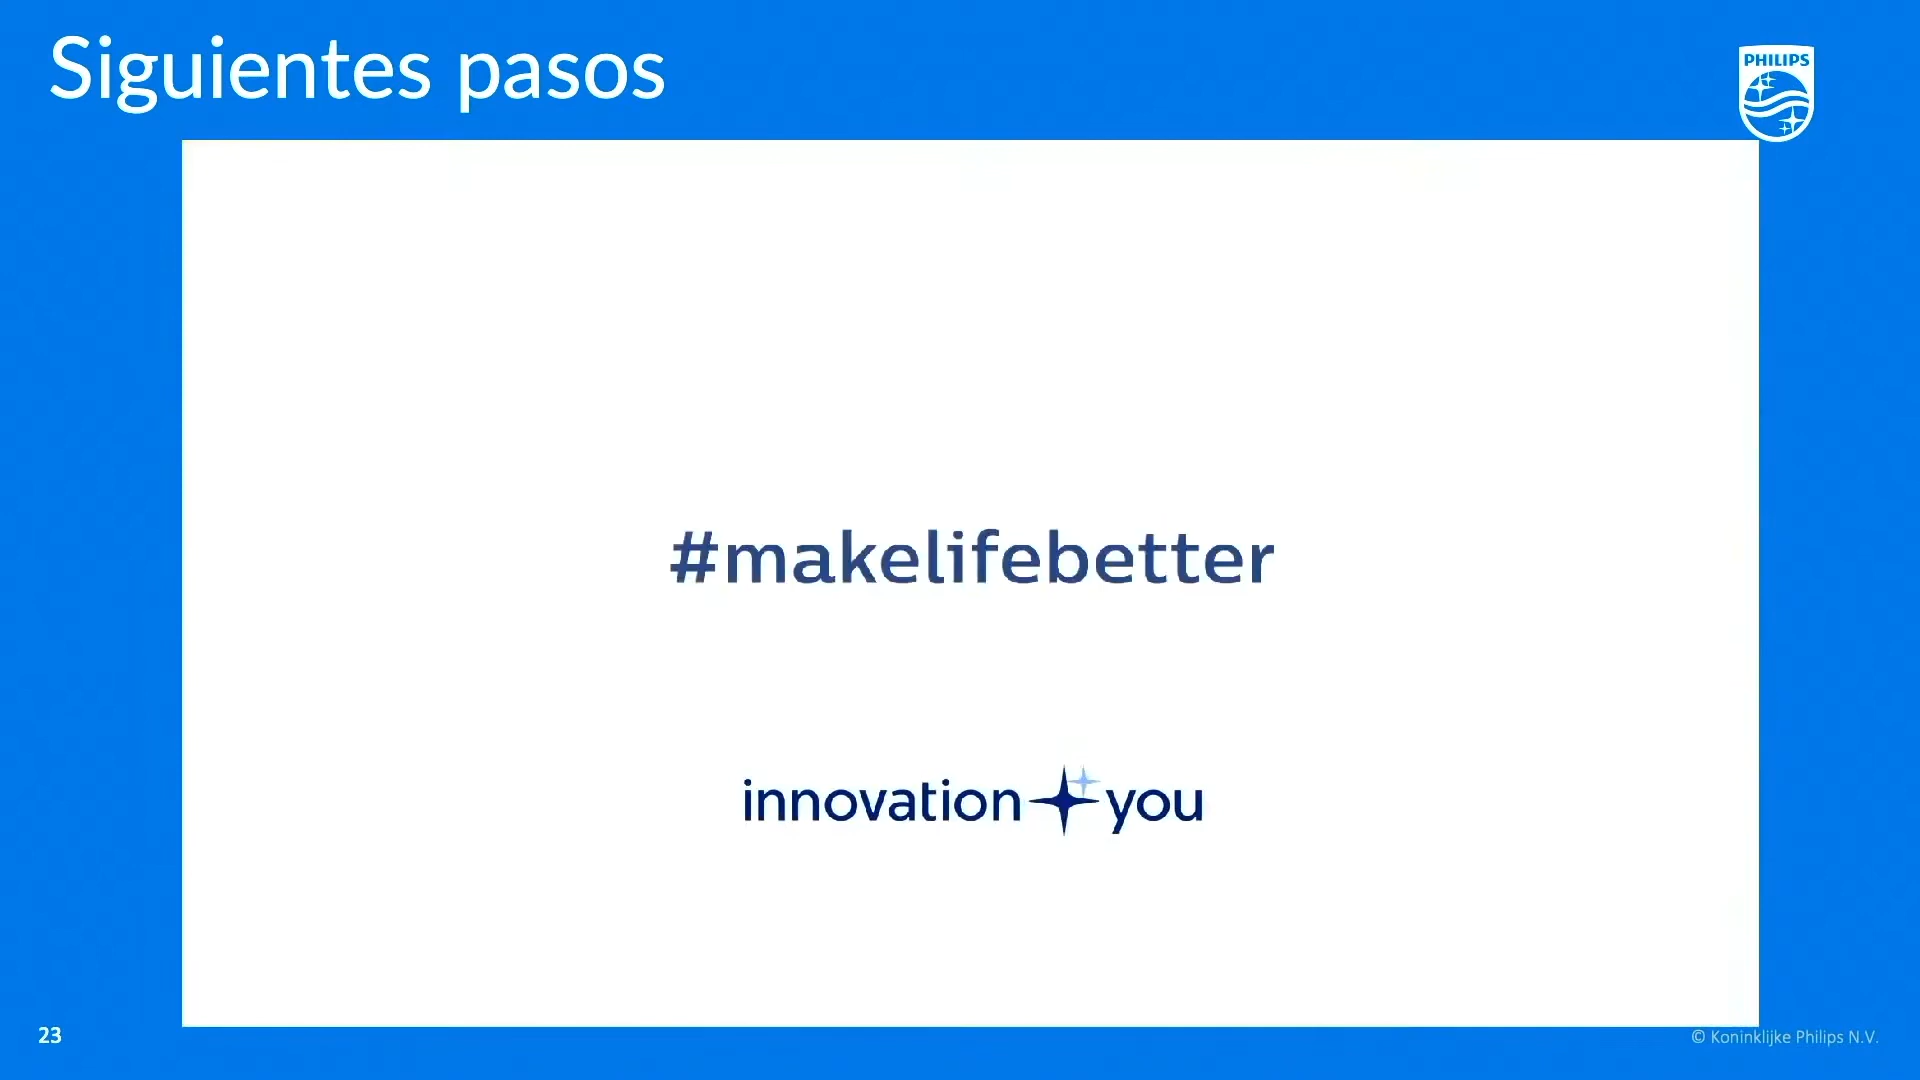 Siguientes pasos
PHILIPS
#makelifebetter
innovation you
23
© Koninklijke Philips N.V.